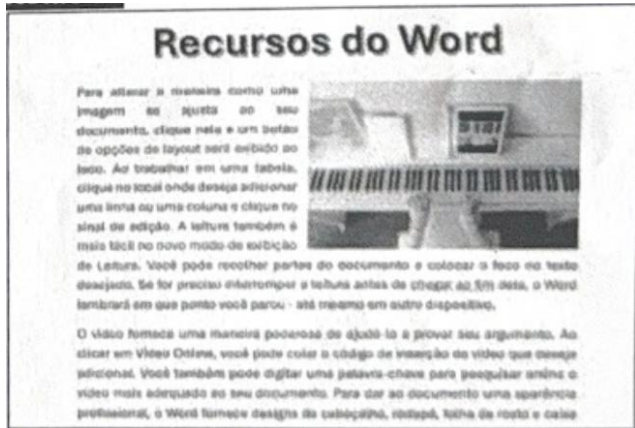 Recursos do Word
Para alterar a maneira como uma
imagem se ajusta ao seu
documento, clique nela e um botão
de opções de layout será exibido ao
lado. Ao trabalhar em uma tabela,
clique no local onde deseja adicionar
uma linha ou uma coluna e clique no
sinal de adição. A leitura também é
mais fácil no novo modo de exibição
de Leitura. Você pode recolher partes do documento e colocar o foco no texto
desejado. Se for preciso interromper a leitura antes de chegar ao fim dela, o Word
lembrará em que ponto você parou - até mesmo em outro dispositivo.
O vídeo fornece uma maneira poderosa de ajudá-lo a provar seu argumento. Ao
clicar em Vídeo Online, você pode colar o código de inserção do vídeo que deseja
adicionar. Você também pode digitar uma palavra-chave para pesquisar online o
vídeo mais adequado ao seu documento. Para dar ao documento uma aparência
profissional, o Word fornece designs de cabeçalho, rodapé, folha de rosto e caixa